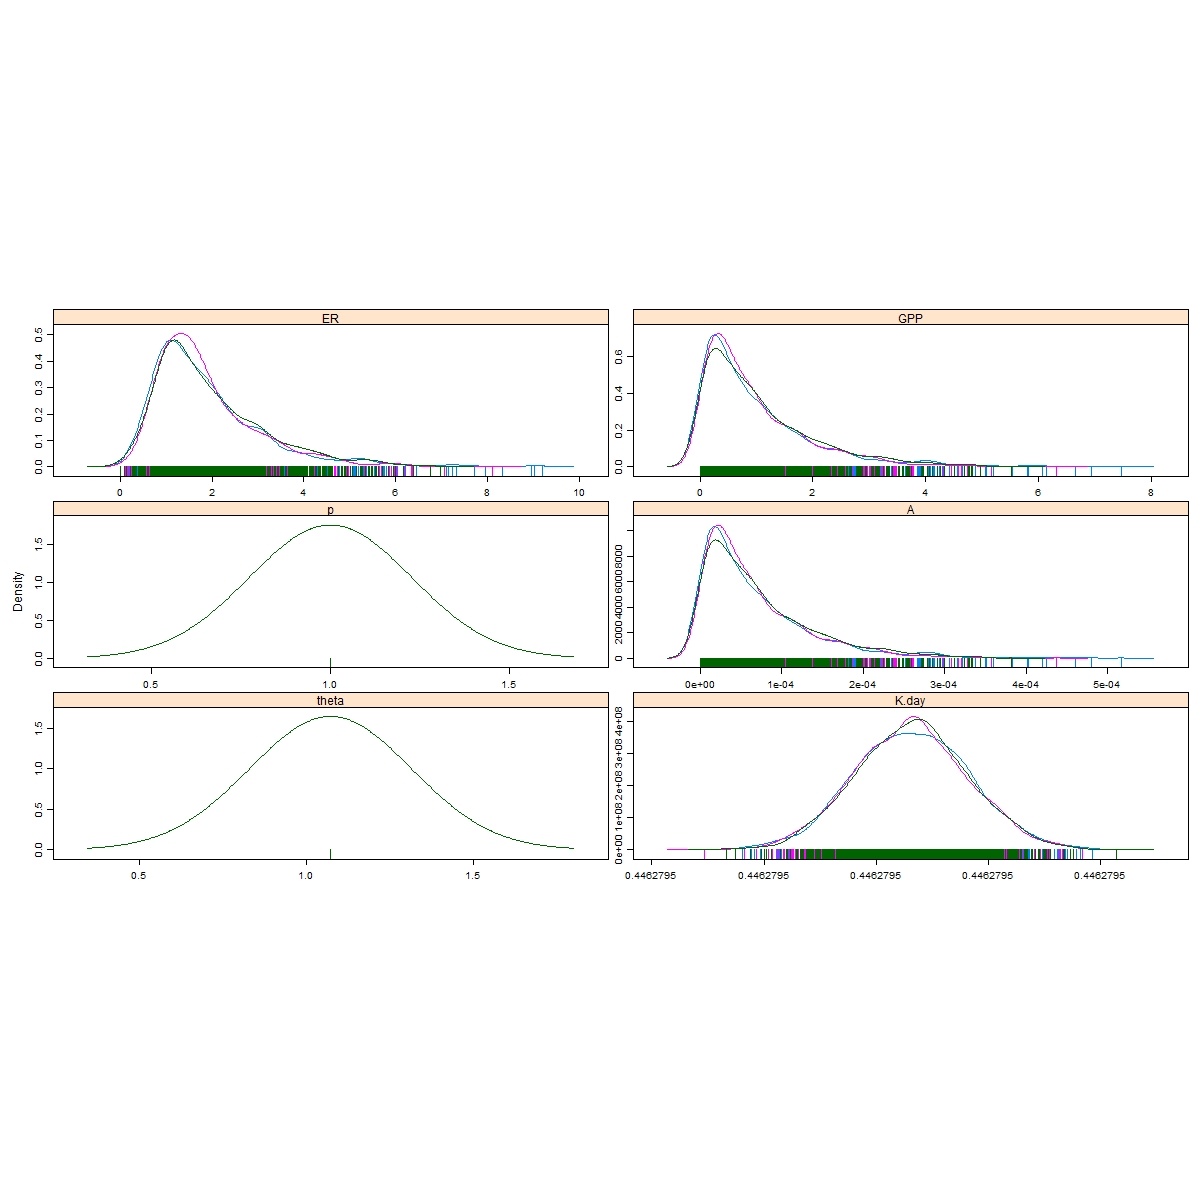 ER
0.0 0.1 0.2 0.3 0.4 0.5
0 2 4 6 8 10
GPP
0.0 0.2 0.4 0.6
0 2 4 6 8
p
0.0 0.5 1.0 1.5
0.5 1.0 1.5
A
0 2000 4000 6000 8000
0e+00 1e-04 2e-04 3e-04 4e-04 5e-04
theta
0.0 0.5 1.0 1.5
0.5 1.0 1.5
K.day
0e+00 1e+08 2e+08 3e+08 4e+08
0.4462795 0.4462795 0.4462795 0.4462795 0.4462795
Density